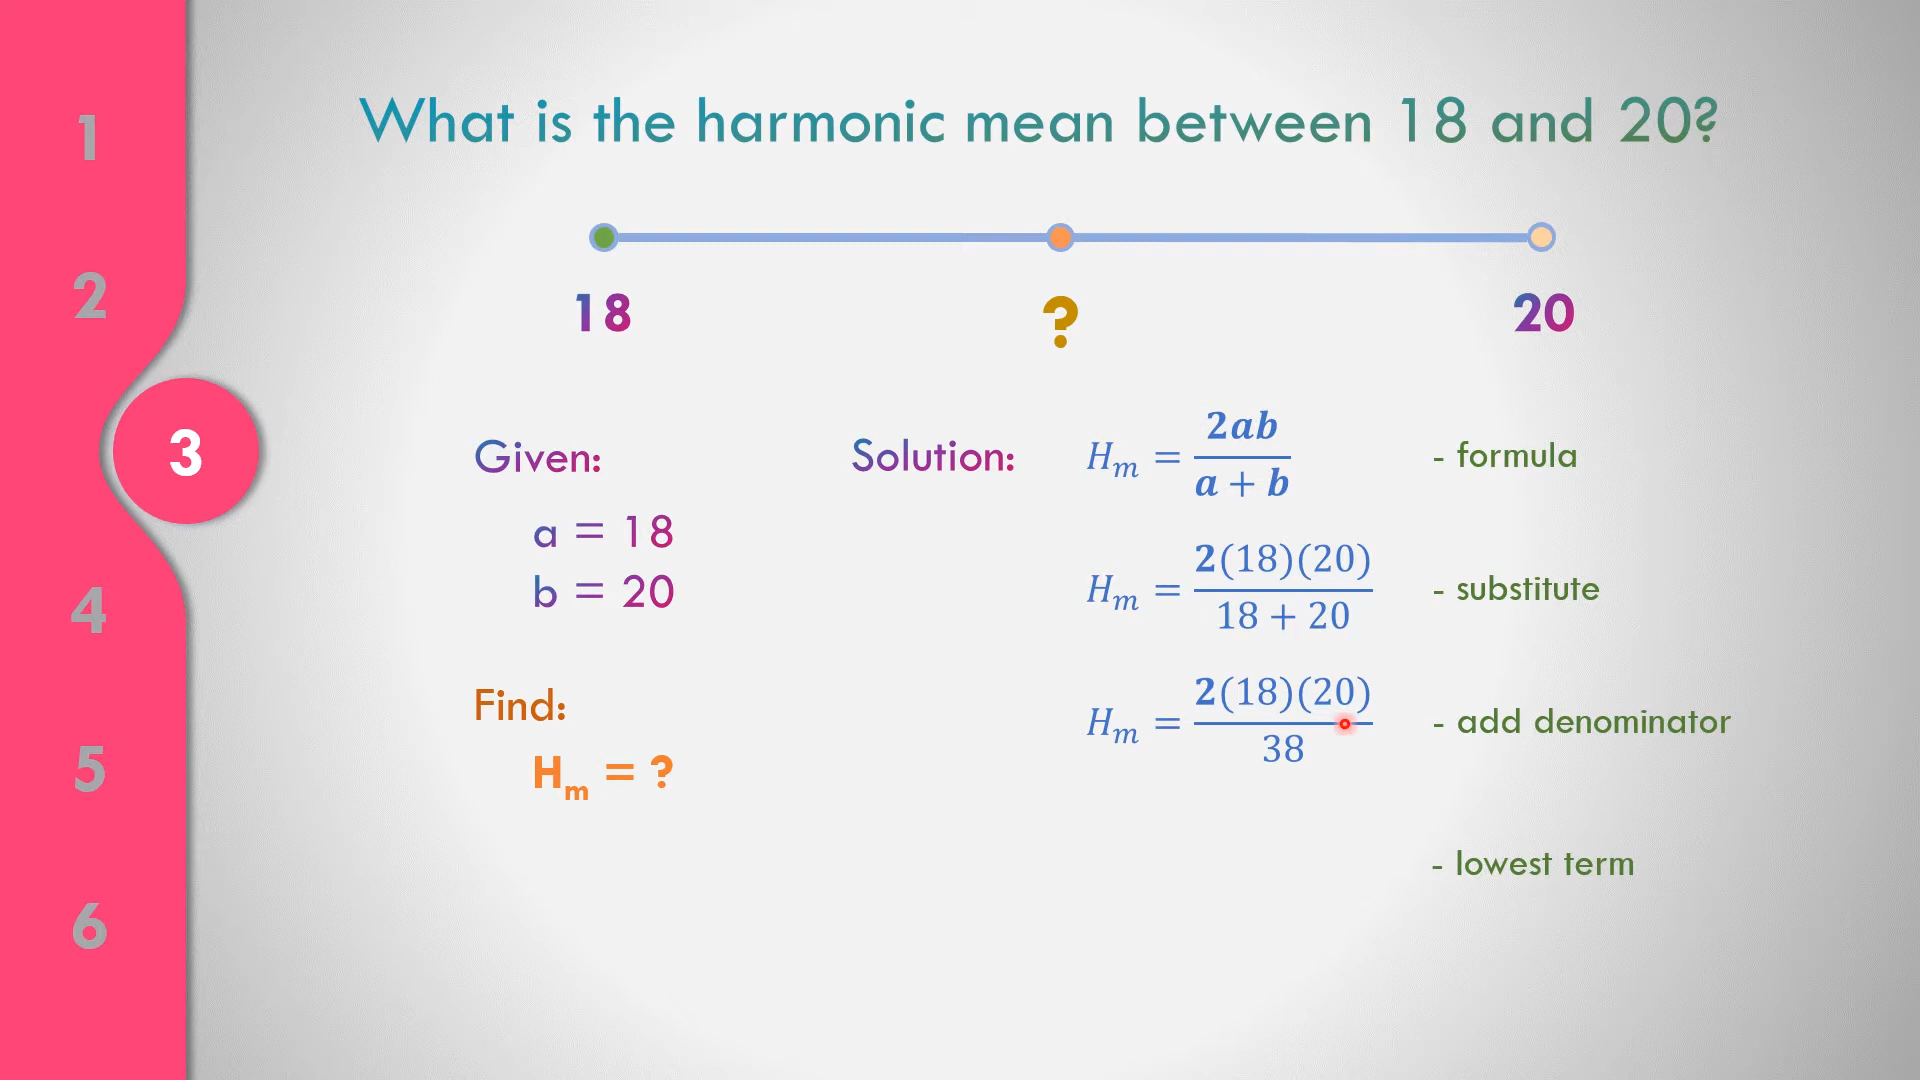 What is the harmonic mean between 18 and 20?
1
2
3
4
5
6
18
?
20
Given:
a = 18
b = 20
Find:
Hm = ?
Solution:
Hm = 2ab / a + b
- formula
Hm = 2(18)(20) / 18 + 20
- substitute
Hm = 2(18)(20) / 38
- add denominator
- lowest term